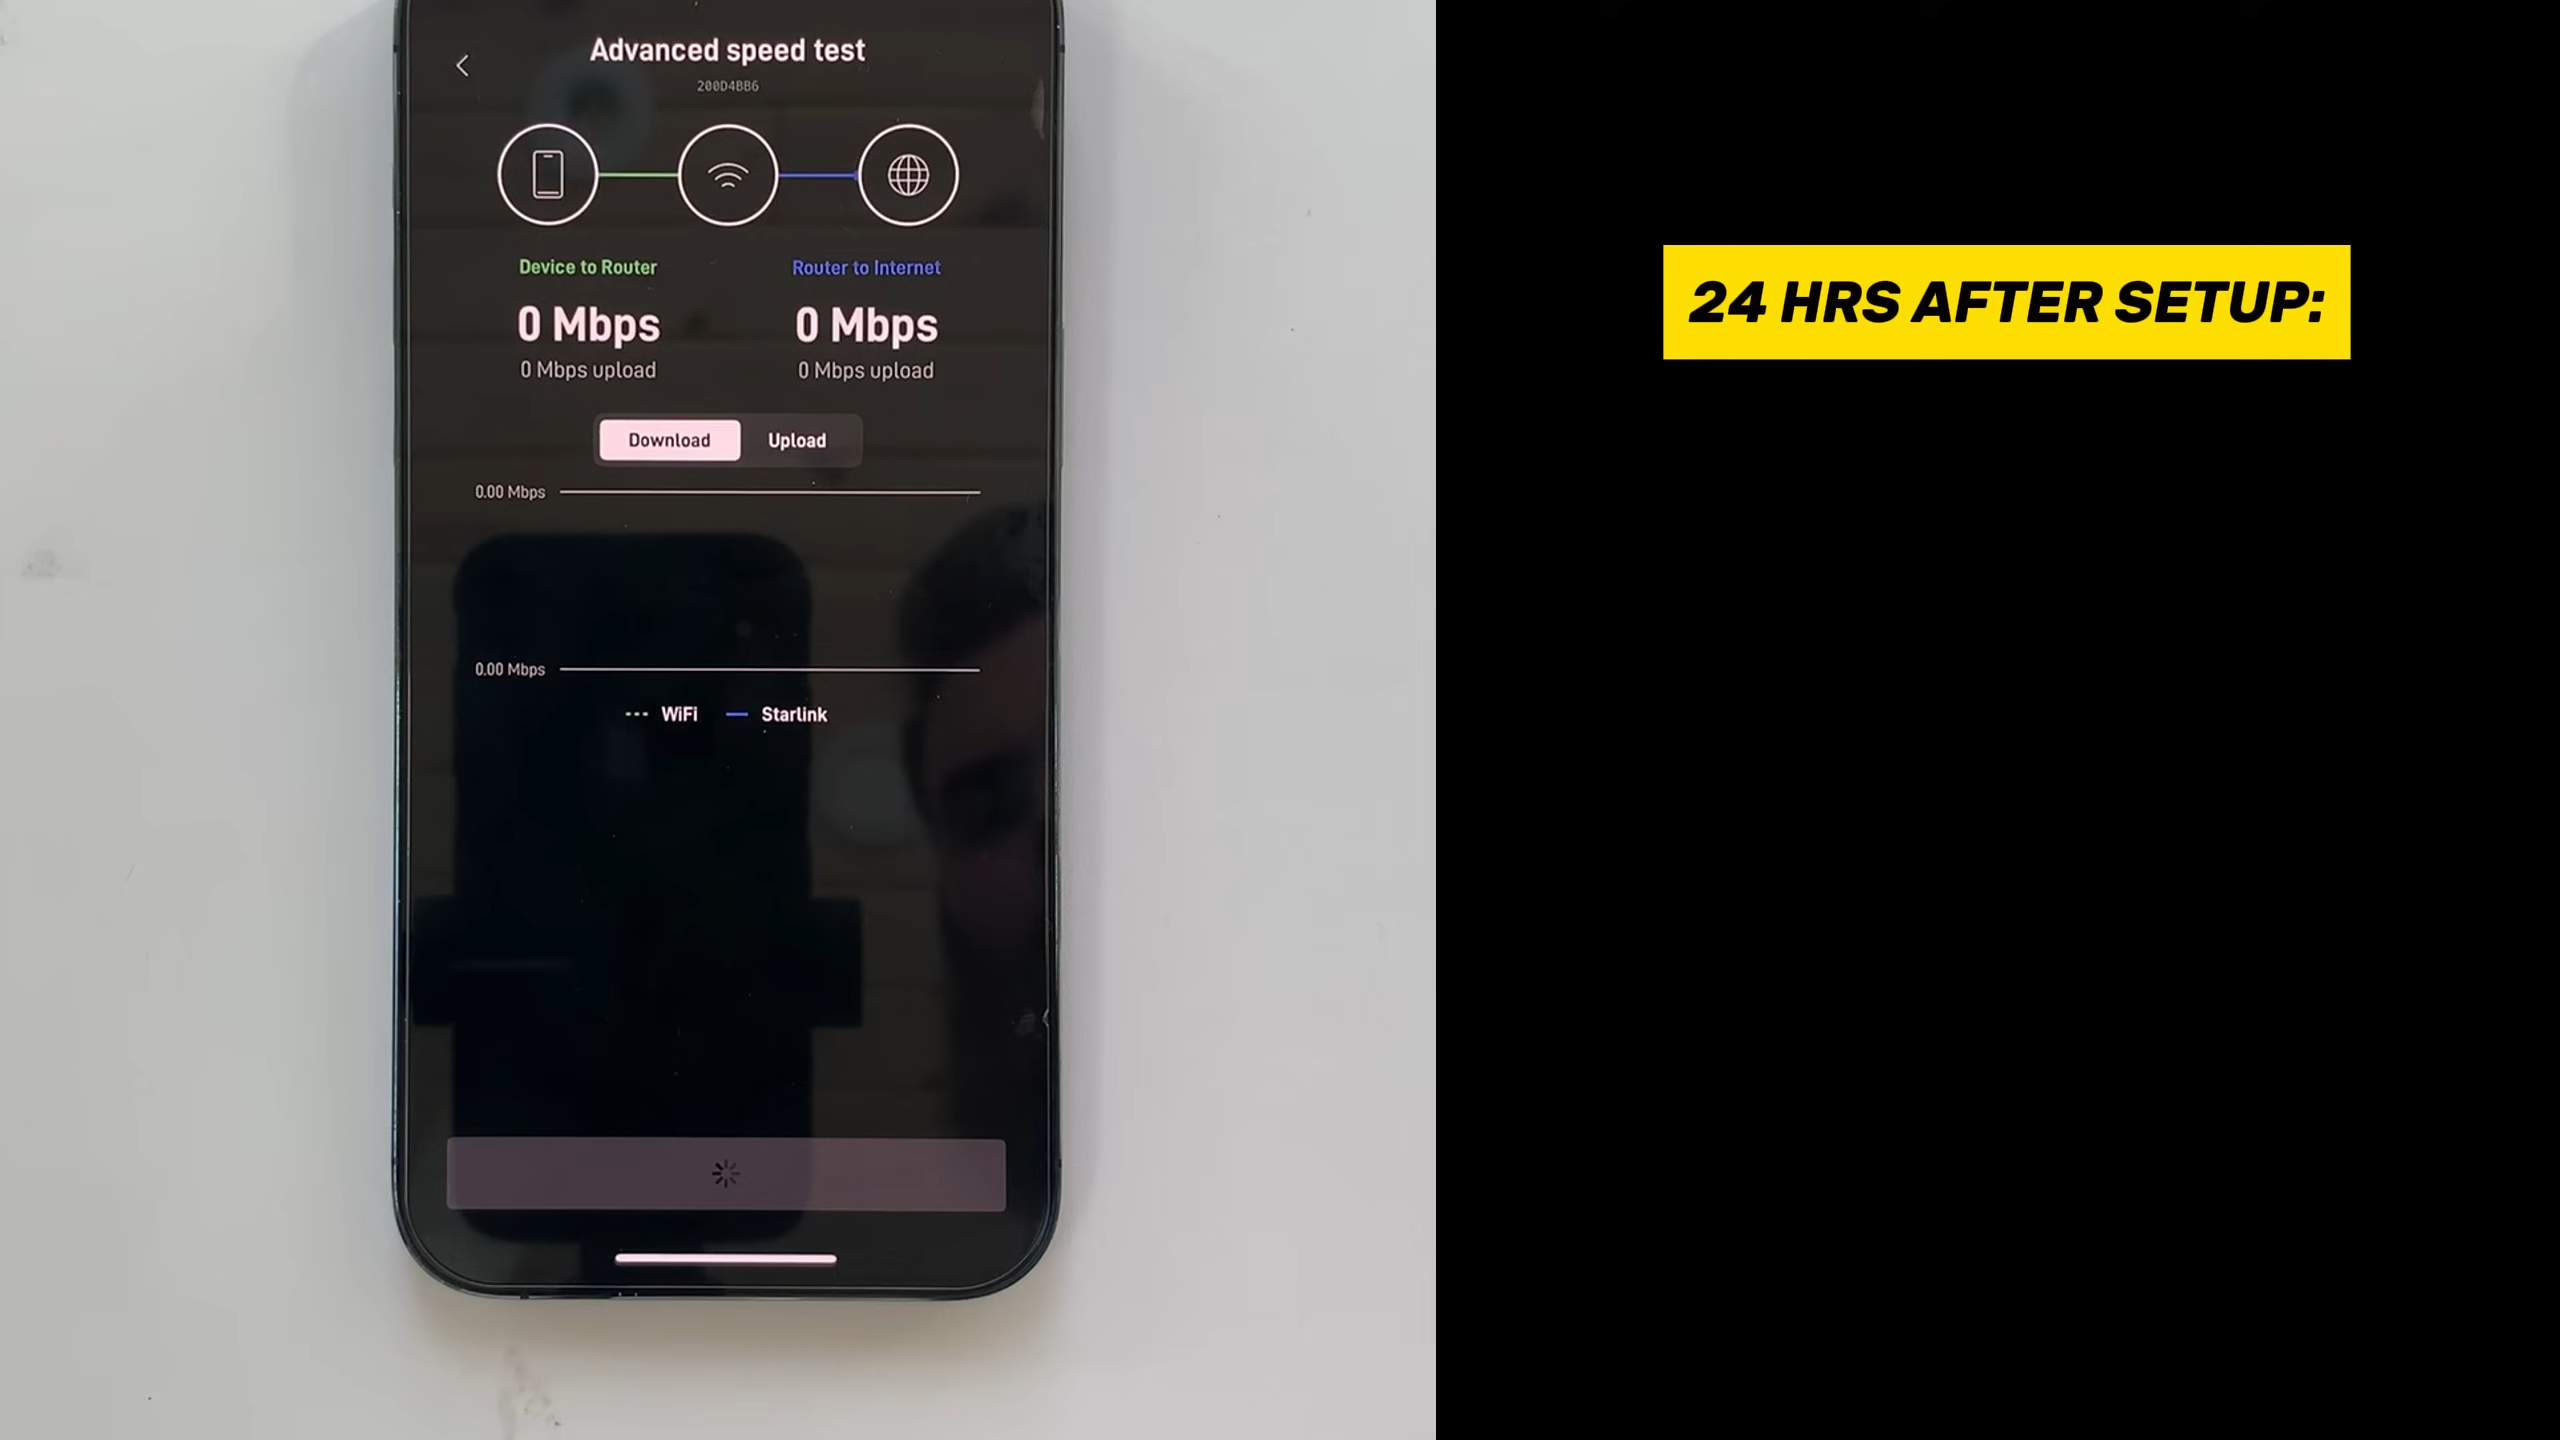 Advanced speed test
200D4BB6
Device to Router
Router to Internet
0 Mbps
0 Mbps
0 Mbps upload
0 Mbps upload
Download
Upload
0.00 Mbps
0.00 Mbps
WiFi
Starlink
24 HRS AFTER SETUP: